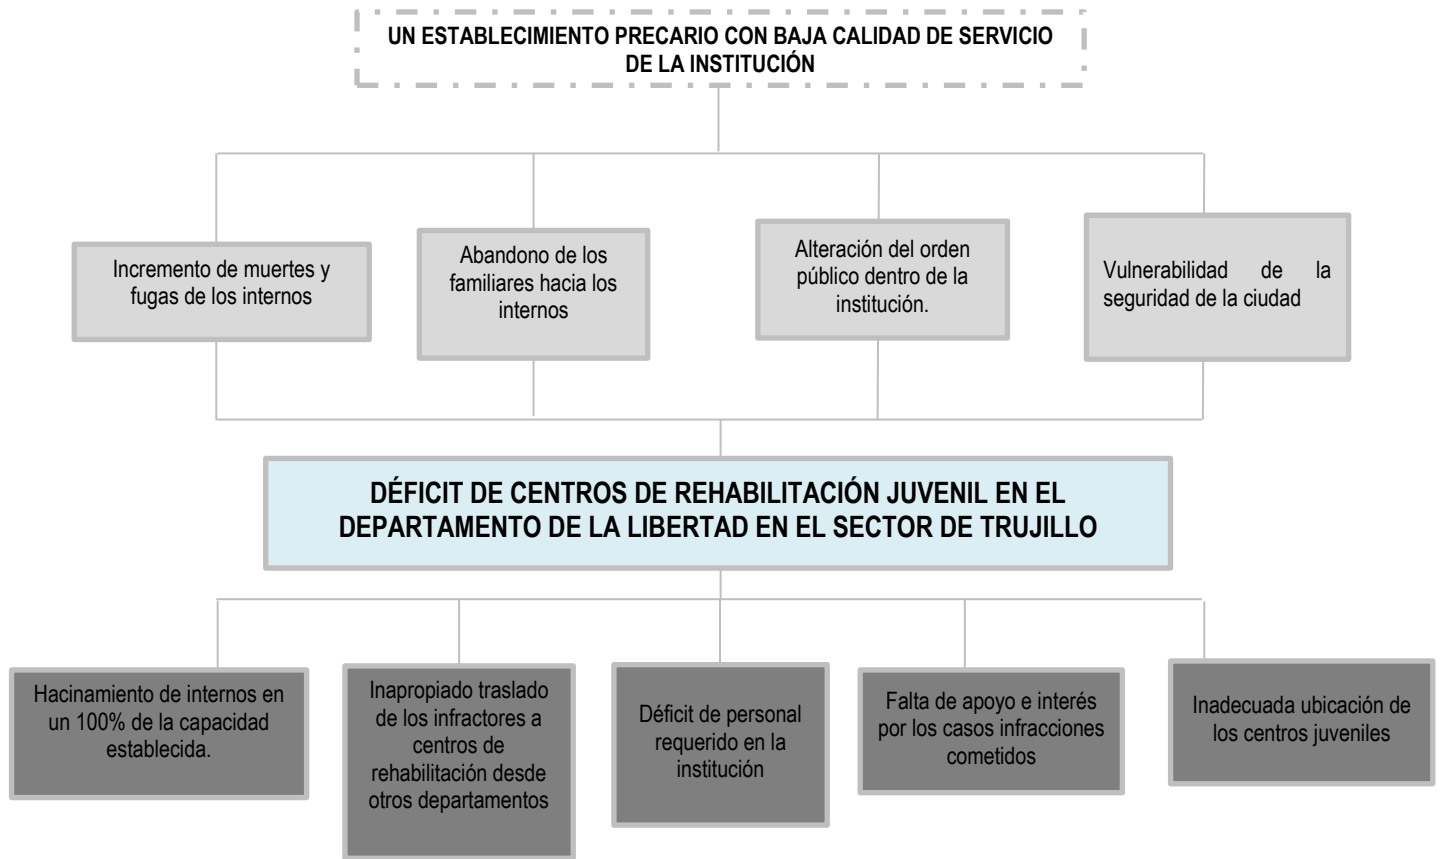 UN ESTABLECIMIENTO PRECARIO CON BAJA CALIDAD DE SERVICIO
DE LA INSTITUCIÓN
Incremento de muertes y
fugas de los internos
Abandono de los
familiares hacia los
internos
Alteración del orden
público dentro de la
institución.
Vulnerabilidad de la
seguridad de la ciudad
DÉFICIT DE CENTROS DE REHABILITACIÓN JUVENIL EN EL
DEPARTAMENTO DE LA LIBERTAD EN EL SECTOR DE TRUJILLO
Hacinamiento de internos en
un 100% de la capacidad
establecida.
Inapropiado traslado
de los infractores a
centros de
rehabilitación desde
otros departamentos
Déficit de personal
requerido en la
institución
Falta de apoyo e interés
por los casos infracciones
cometidos
Inadecuada ubicación de
los centros juveniles